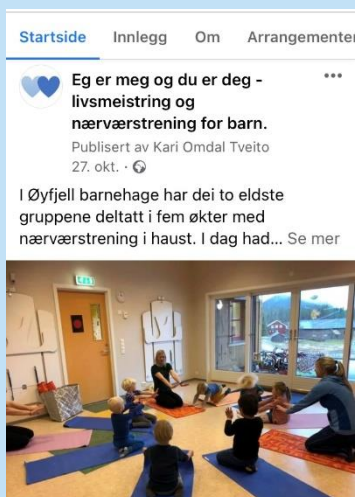 Startside Innlegg Om Arrangementer
Eg er meg og du er deg -
livsmeistring og
nærværstrening for barn.
Publisert av Kari Omdal Tveito
27. okt. ·
I Øyfjell barnehage har dei to eldste
gruppene deltatt i fem økter med
nærværstrening i haust. I dag had... Se mer